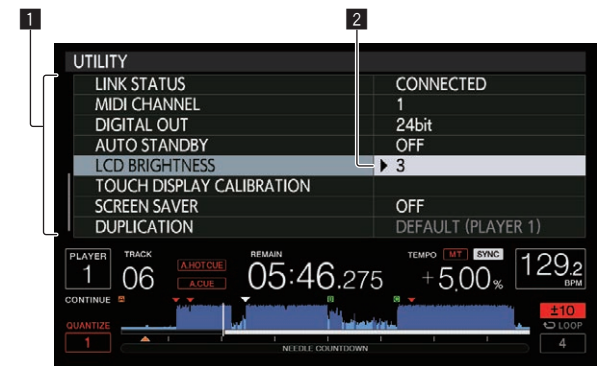 1 2
UTILITY
LINK STATUS CONNECTED
MIDI CHANNEL 1
DIGITAL OUT 24bit
AUTO STANDBY OFF
LCD BRIGHTNESS 3
TOUCH DISPLAY CALIBRATION
SCREEN SAVER OFF
DUPLICATION DEFAULT (PLAYER 1)
PLAYER TRACK REMAIN TEMPO MT SYNC
A.HOT CUE
1 06 05:46.275 +5.00% 129.2
A.CUE BPM
CONTINUE A B C
±10
QUANTIZE LOOP
1 4
NEEDLE COUNTDOWN